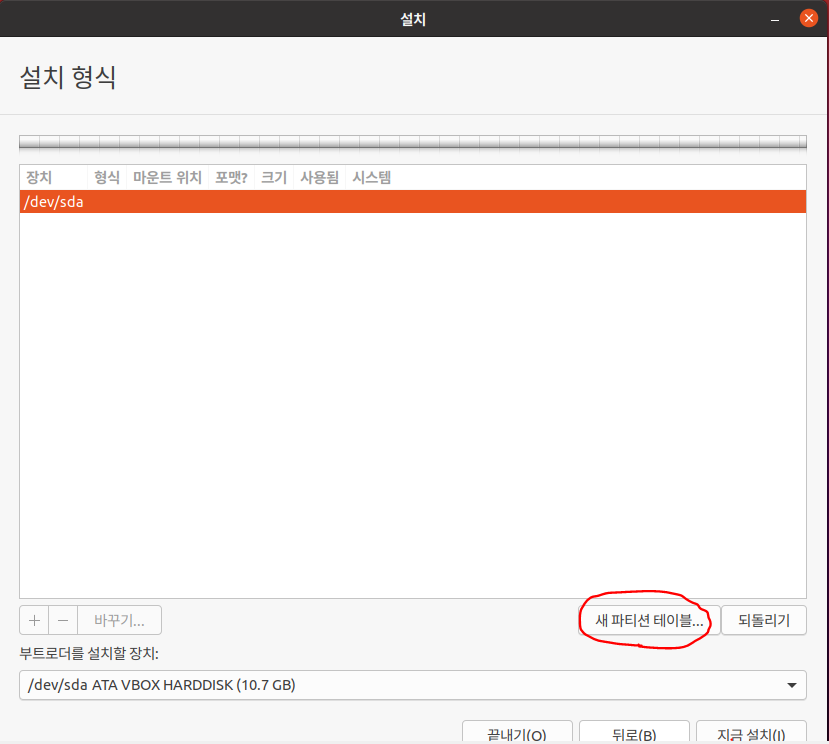 설치
설치 형식
장치 형식 마운트 위치 포맷? 크기 사용됨 시스템
/dev/sda
+ − 바꾸기... 새 파티션 테이블... 되돌리기
부트로더를 설치할 장치:
/dev/sda ATA VBOX HARDDISK (10.7 GB)
끝내기(Q) 뒤로(B) 지금 설치(I)